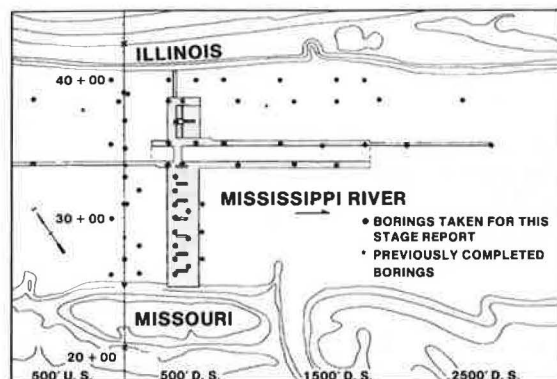 ILLINOIS
40 + 00
MISSISSIPPI RIVER
30 + 00
• BORINGS TAKEN FOR THIS
STAGE REPORT
• PREVIOUSLY COMPLETED
BORINGS
MISSOURI
20 + 00
500' U. S.
500' D. S.
1500' D. S.
2500' D. S.